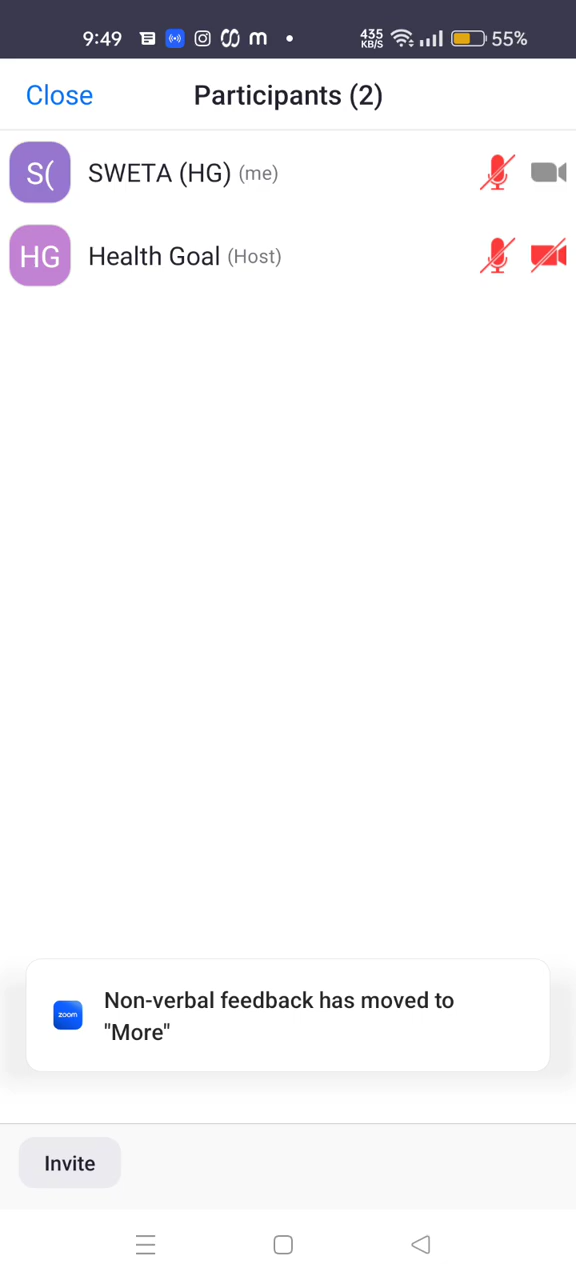 9:49 435 KB/S 55%
Close Participants (2)
S( SWETA (HG) (me)
HG Health Goal (Host)
zoom Non-verbal feedback has moved to
"More"
Invite